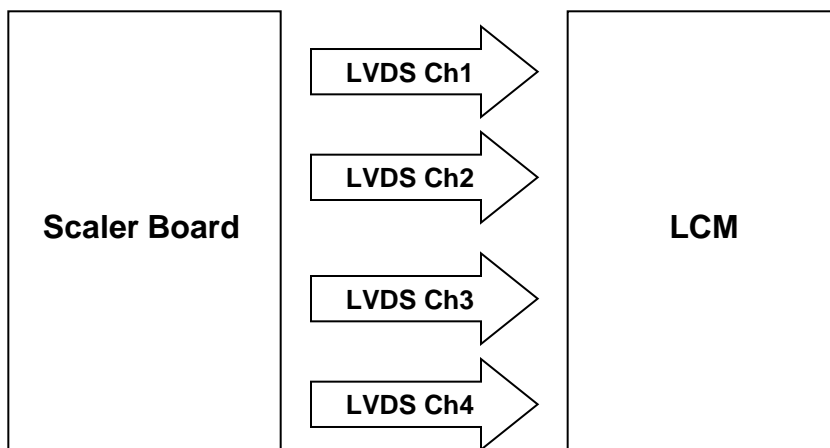 Scaler Board
LVDS Ch1
LVDS Ch2
LVDS Ch3
LVDS Ch4
LCM